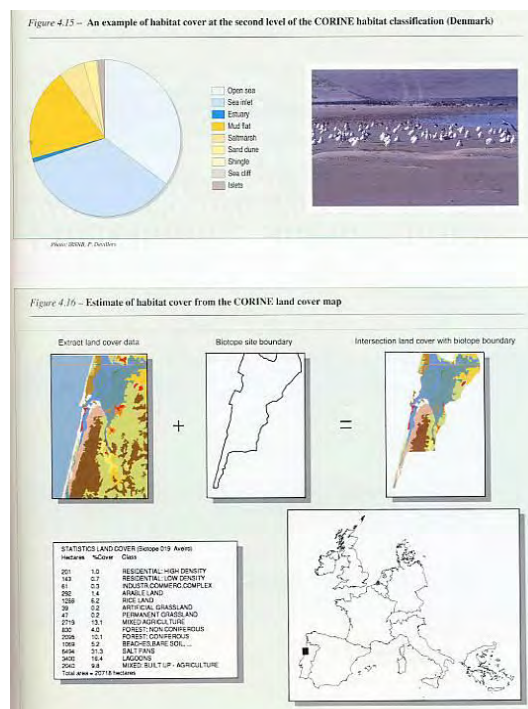 Figure 4.15 – An example of habitat cover at the second level of the CORINE habitat classification (Denmark)
Open sea
Sea inlet
Estuary
Mud flat
Saltmarsh
Sand dune
Shingle
Sea cliff
Islets
Photo: IRSNB, P. Devillers
Figure 4.16 – Estimate of habitat cover from the CORINE land cover map
Extract land cover data
Biotope site boundary
Intersection land cover with biotope boundary
+
=
STATISTICS LAND COVER (Biotope 019 Aveiro)
Hectares %Cover Class
201 1.0 RESIDENTIAL: HIGH DENSITY
143 0.7 RESIDENTIAL: LOW DENSITY
61 0.3 INDUSTR.COMMERC.COMPLEX
292 1.4 ARABLE LAND
1288 6.2 RICE LAND
39 0.2 ARTIFICIAL GRASSLAND
47 0.2 PERMANENT GRASSLAND
2719 13.1 MIXED AGRICULTURE
830 4.0 FOREST: NON CONIFEROUS
2095 10.1 FOREST: CONIFEROUS
1069 5.2 BEACHES,BARE SOIL, ...
6494 31.3 SALT PANS
3400 16.4 LAGOONS
2040 9.8 MIXED: BUILT UP - AGRICULTURE
Total area = 20718 hectares